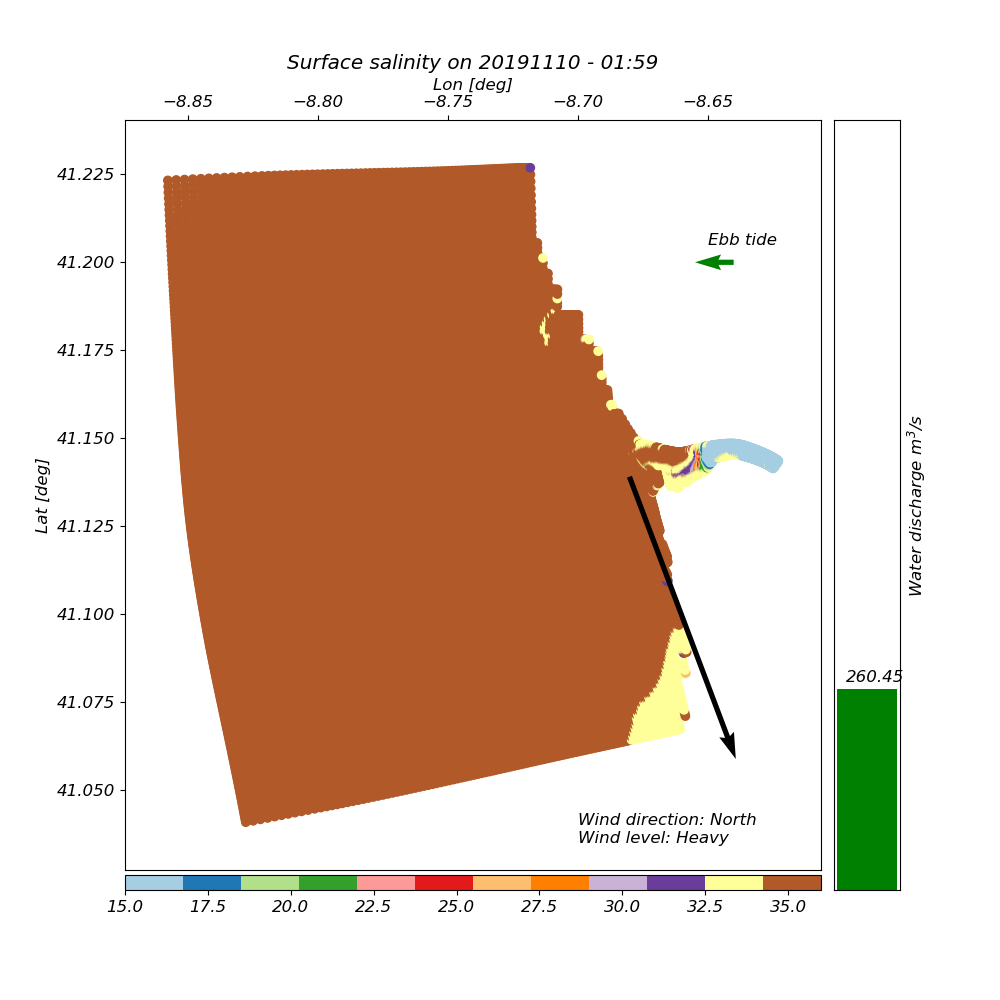 Surface salinity on 20191110 - 01:59
Lon [deg]
−8.85 −8.80 −8.75 −8.70 −8.65
41.225
Ebb tide
41.200
41.175
41.150
41.125
41.100
41.075
41.050
Lat [deg]
Water discharge m³/s
260.45
Wind direction: North
Wind level: Heavy
15.0 17.5 20.0 22.5 25.0 27.5 30.0 32.5 35.0